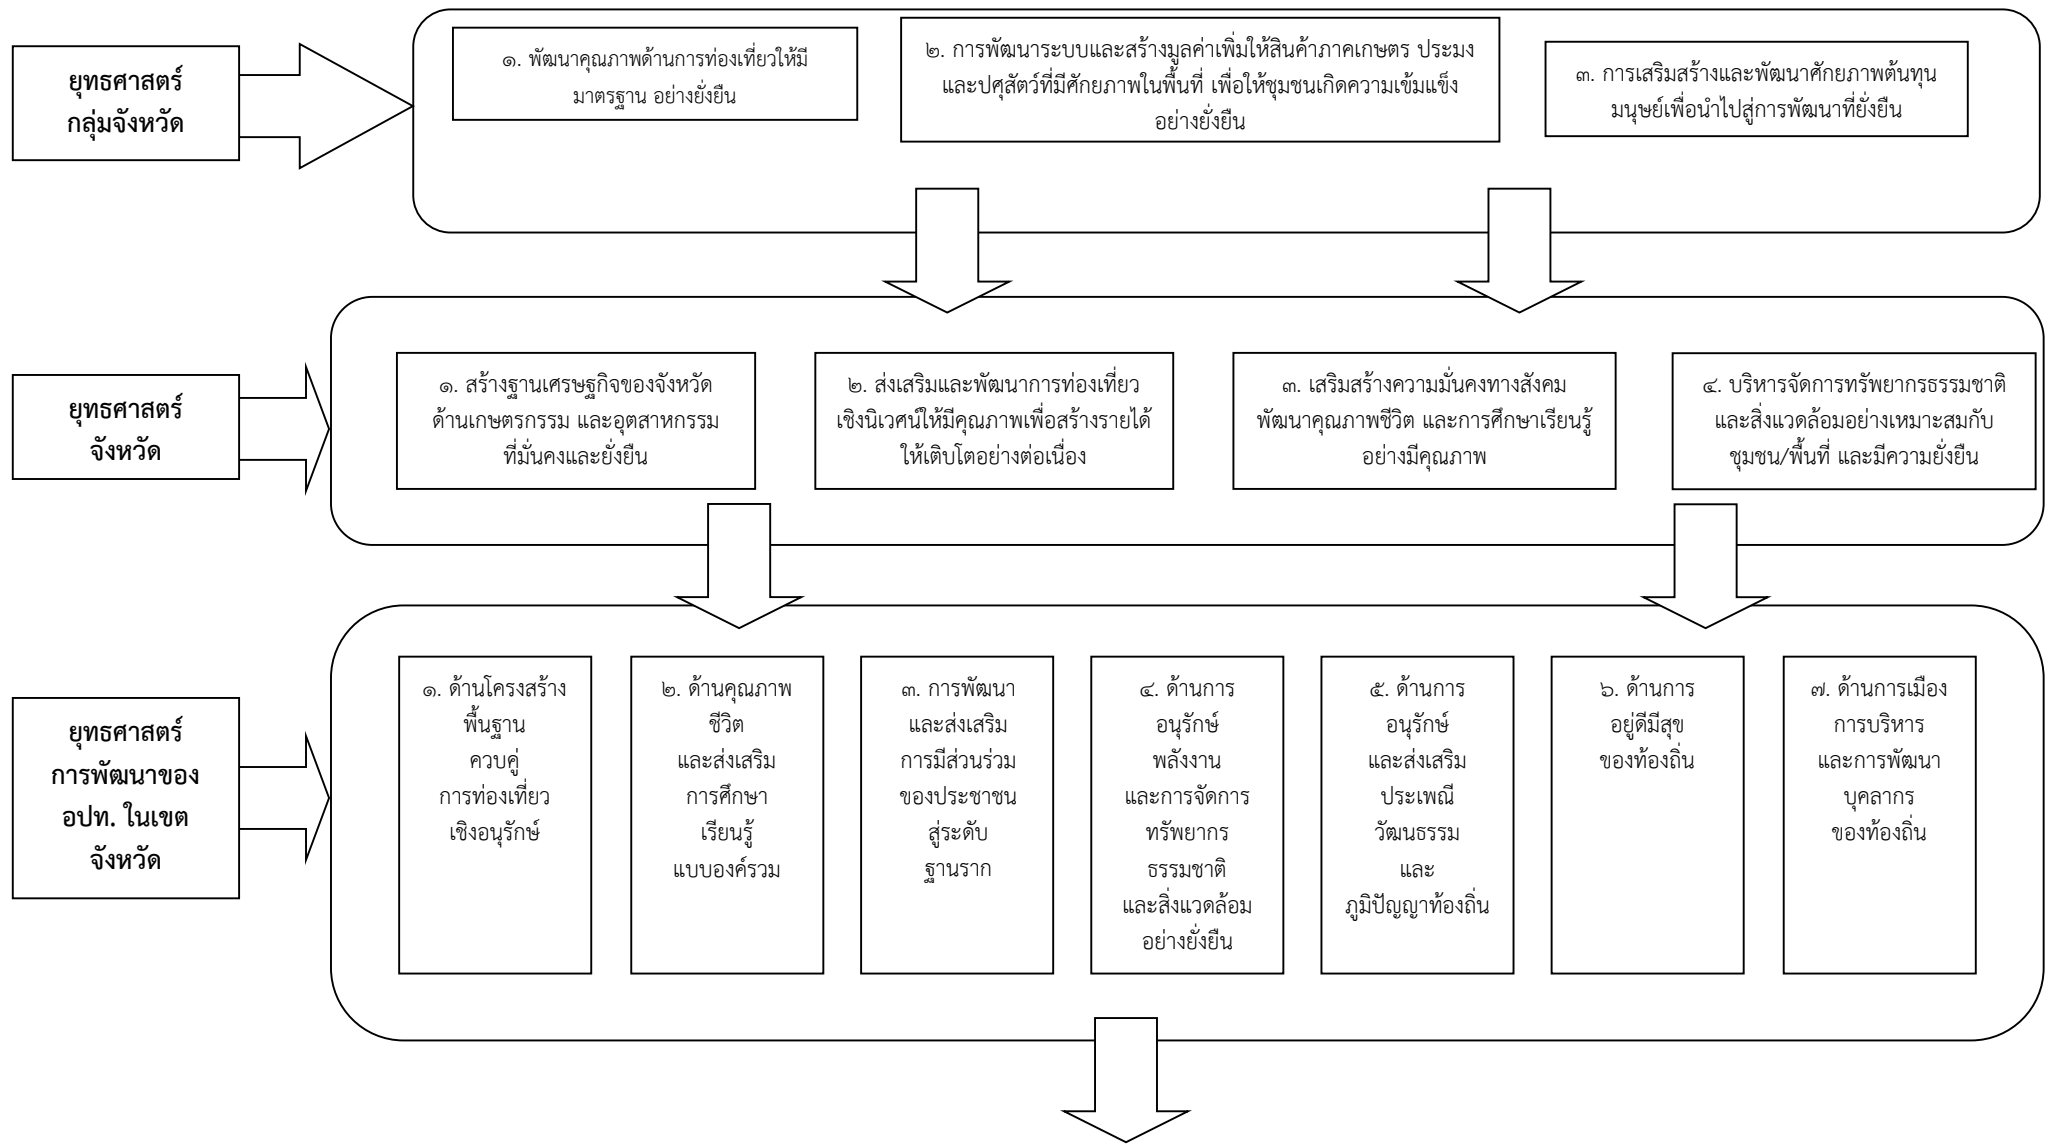 ยุทธศาสตร์
กลุ่มจังหวัด
๑. พัฒนาคุณภาพด้านการท่องเที่ยวให้มี
มาตรฐาน อย่างยั่งยืน
๒. การพัฒนาระบบและสร้างมูลค่าเพิ่มให้สินค้าภาคเกษตร ประมง
และปศุสัตว์ที่มีศักยภาพในพื้นที่ เพื่อให้ชุมชนเกิดความเข้มแข็ง
อย่างยั่งยืน
๓. การเสริมสร้างและพัฒนาศักยภาพต้นทุน
มนุษย์เพื่อนำไปสู่การพัฒนาที่ยั่งยืน
ยุทธศาสตร์
จังหวัด
๑. สร้างฐานเศรษฐกิจของจังหวัด
ด้านเกษตรกรรม และอุตสาหกรรม
ที่มั่นคงและยั่งยืน
๒. ส่งเสริมและพัฒนาการท่องเที่ยว
เชิงนิเวศน์ให้มีคุณภาพเพื่อสร้างรายได้
ให้เติบโตอย่างต่อเนื่อง
๓. เสริมสร้างความมั่นคงทางสังคม
พัฒนาคุณภาพชีวิต และการศึกษาเรียนรู้
อย่างมีคุณภาพ
๔. บริหารจัดการทรัพยากรธรรมชาติ
และสิ่งแวดล้อมอย่างเหมาะสมกับ
ชุมชน/พื้นที่ และมีความยั่งยืน
ยุทธศาสตร์
การพัฒนาของ
อปท. ในเขต
จังหวัด
๑. ด้านโครงสร้าง
พื้นฐาน
ควบคู่
การท่องเที่ยว
เชิงอนุรักษ์
๒. ด้านคุณภาพ
ชีวิต
และส่งเสริม
การศึกษา
เรียนรู้
แบบองค์รวม
๓. การพัฒนา
และส่งเสริม
การมีส่วนร่วม
ของประชาชน
สู่ระดับ
ฐานราก
๔. ด้านการ
อนุรักษ์
พลังงาน
และการจัดการ
ทรัพยากร
ธรรมชาติ
และสิ่งแวดล้อม
อย่างยั่งยืน
๕. ด้านการ
อนุรักษ์
และส่งเสริม
ประเพณี
วัฒนธรรม
และ
ภูมิปัญญาท้องถิ่น
๖. ด้านการ
อยู่ดีมีสุข
ของท้องถิ่น
๗. ด้านการเมือง
การบริหาร
และการพัฒนา
บุคลากร
ของท้องถิ่น